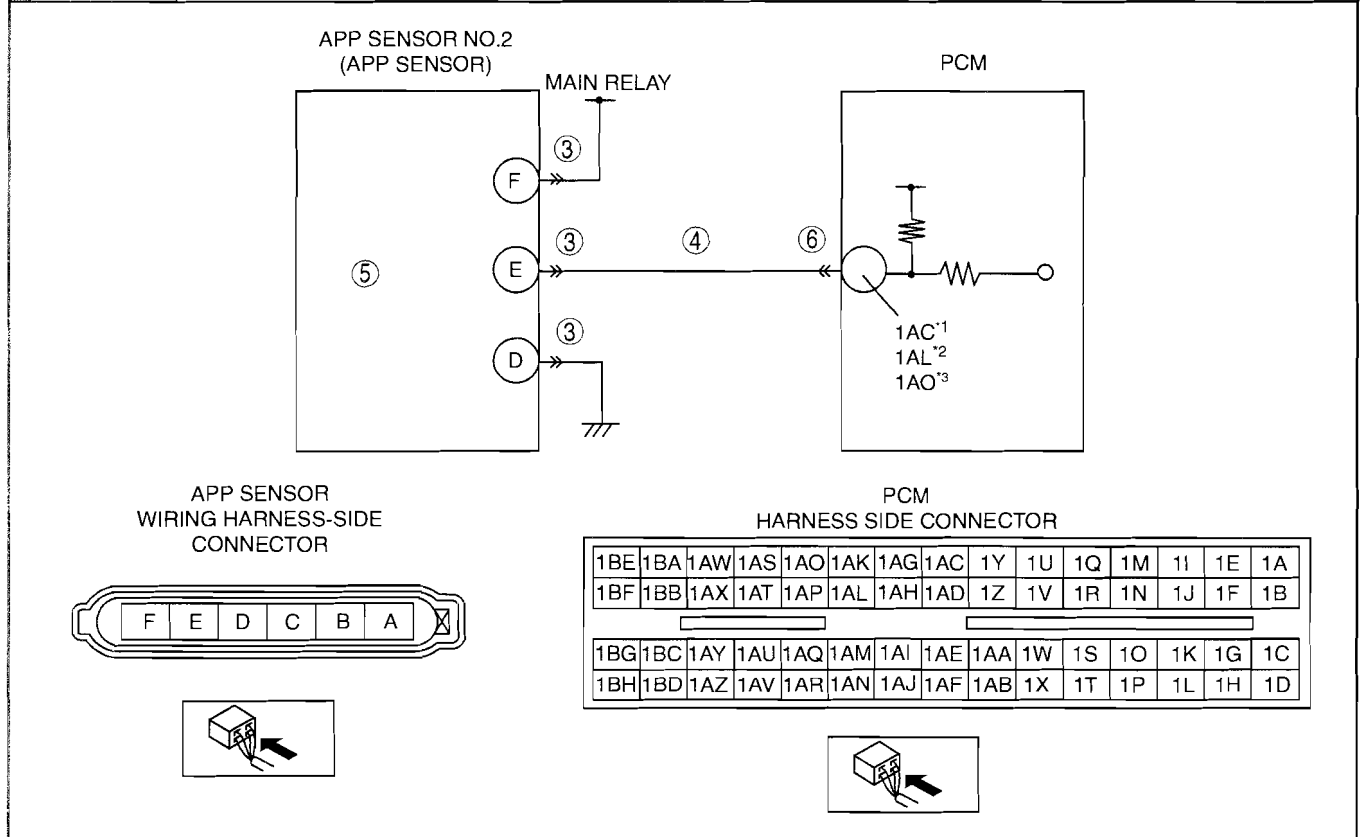 APP SENSOR NO.2
(APP SENSOR)
MAIN RELAY
PCM
③
F
③
④
⑥
E
⑤
③
D
1AC*1
1AL*2
1AO*3
APP SENSOR
WIRING HARNESS-SIDE
CONNECTOR
F E D C B A
PCM
HARNESS SIDE CONNECTOR
1BE 1BA 1AW 1AS 1AO 1AK 1AG 1AC 1Y 1U 1Q 1M 1I 1E 1A
1BF 1BB 1AX 1AT 1AP 1AL 1AH 1AD 1Z 1V 1R 1N 1J 1F 1B
1BG 1BC 1AY 1AU 1AQ 1AM 1AI 1AE 1AA 1W 1S 1O 1K 1G 1C
1BH 1BD 1AZ 1AV 1AR 1AN 1AJ 1AF 1AB 1X 1T 1P 1L 1H 1D